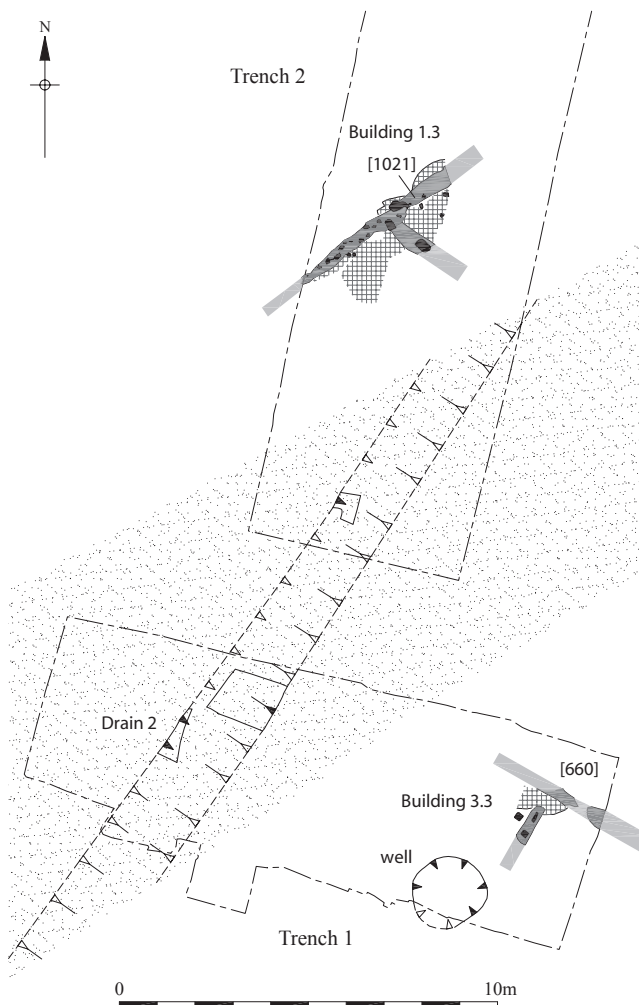 N
Trench 2
Building 1.3
[1021]
Drain 2
[660]
Building 3.3
well
Trench 1
0 10m